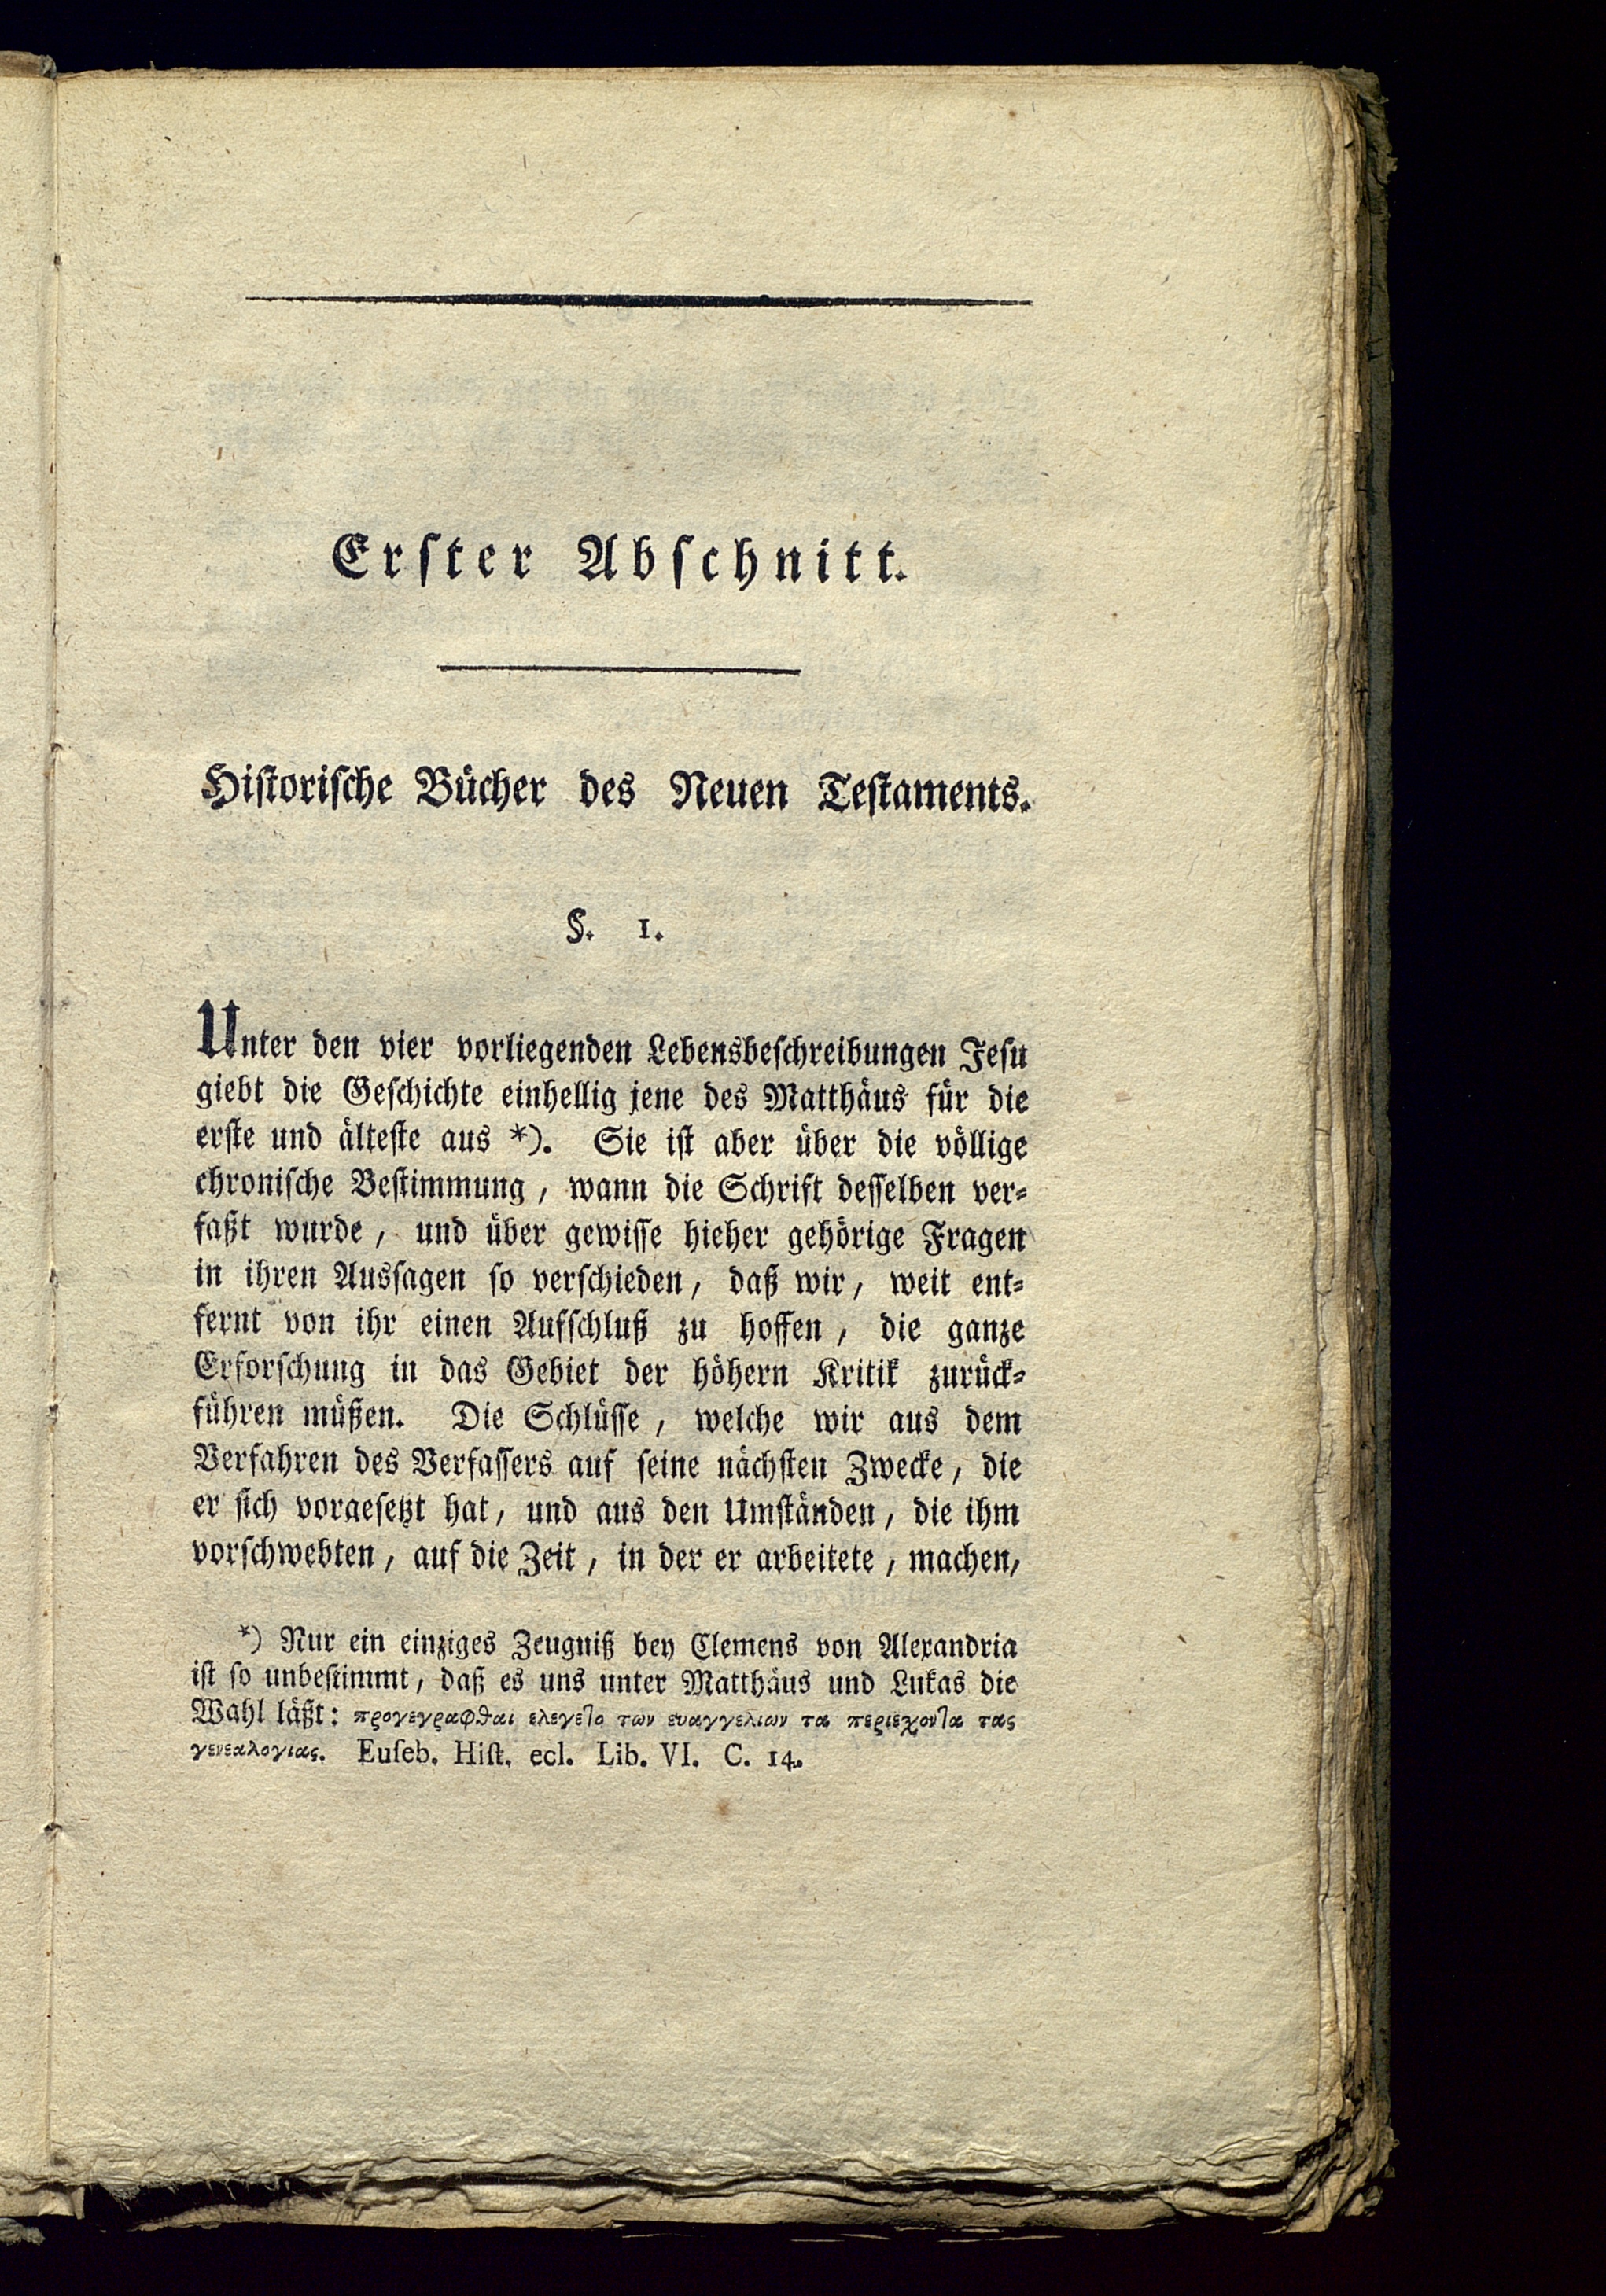 Erster Abschnitt.
Historische Bücher des Neuen Testaments.
§. 1.
Unter den vier vorliegenden Lebensbeschreibungen Jesu
giebt die Geschichte einhellig jene des Matthäus für die
erste und älteste aus *). Sie ist aber über die völlige
chronische Bestimmung, wann die Schrift desselben ver-
faßt wurde, und über gewisse hieher gehörige Fragen
in ihren Aussagen so verschieden, daß wir, weit ent-
fernt von ihr einen Aufschluß zu hoffen, die ganze
Erforschung in das Gebiet der höhern Kritik zurück-
führen müßen. Die Schlüsse, welche wir aus dem
Verfahren des Verfassers auf seine nächsten Zwecke, die
er sich vorgesetzt hat, und aus den Umständen, die ihm
vorschwebten, auf die Zeit, in der er arbeitete, machen,
*) Nur ein einziges Zeugniß bey Clemens von Alexandria
ist so unbestimmt, daß es uns unter Matthäus und Lukas die
Wahl läßt: προγεγραφθαι ελεγετο των ευαγγελιων τα περιεχοντα τας
γενεαλογιας. Euseb. Hist. ecl. Lib. VI. C. 14.